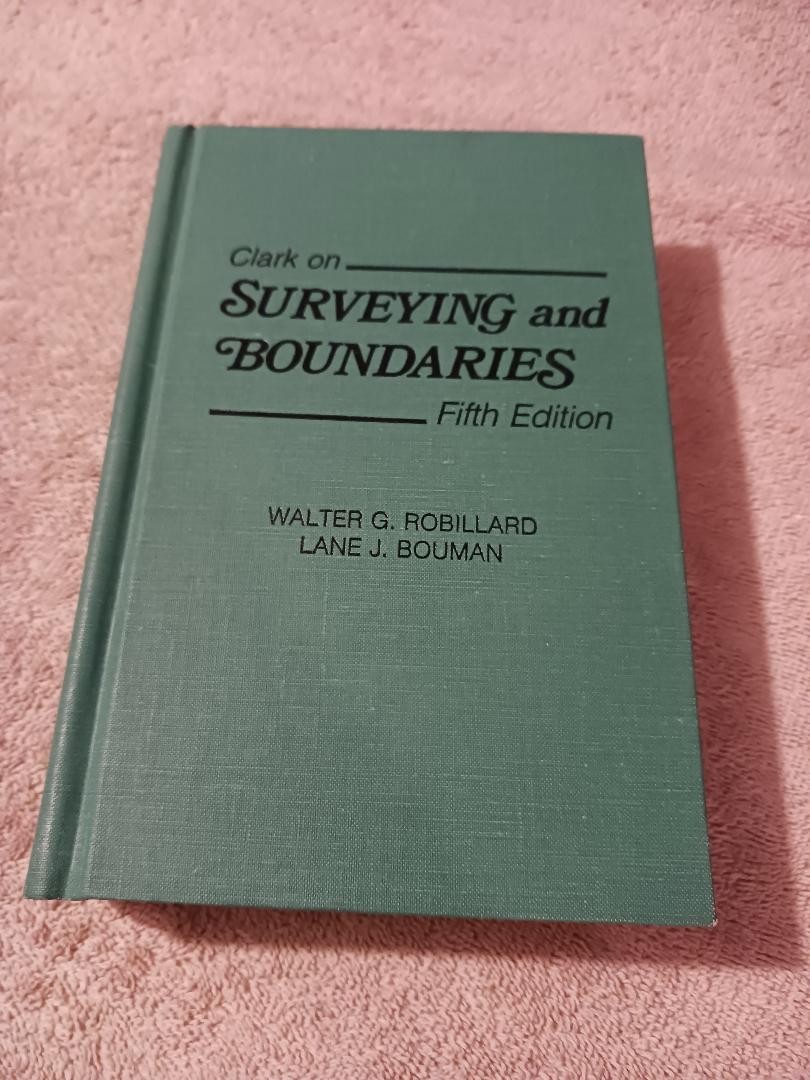 Clark on
SURVEYING and
BOUNDARIES
Fifth Edition
WALTER G. ROBILLARD
LANE J. BOUMAN